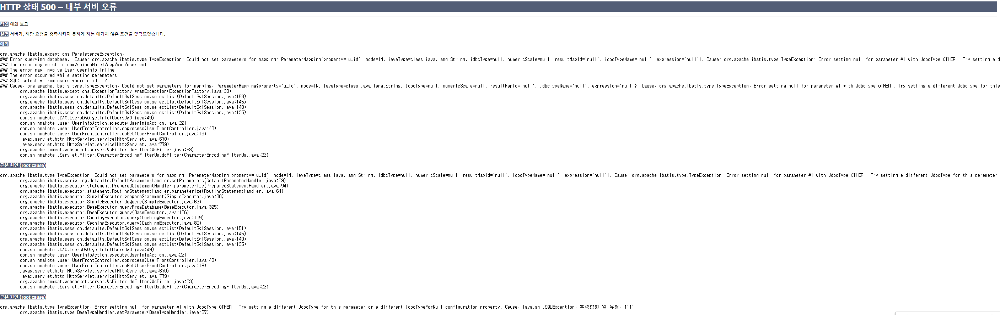 HTTP 상태 500 – 내부 서버 오류
타입 예외 보고
설명 서버가, 해당 요청을 충족시키지 못하게 하는 예기치 않은 조건을 맞닥뜨렸습니다.
예외
org.apache.ibatis.exceptions.PersistenceException:
### Error querying database.  Cause: org.apache.ibatis.type.TypeException: Could not set parameters for mapping: ParameterMapping{property='u_id', mode=IN, javaType=class java.lang.String, jdbcType=null, numericScale=null, resultMapId='null', jdbcTypeName='null', expression='null'}. Cause: org.apache.ibatis.type.TypeException: Error setting null for parameter #1 with JdbcType OTHER . Try setting a d
### The error may exist in com/shinnaHotel/app/xml/user.xml
### The error may involve User.userInfo-Inline
### The error occurred while setting parameters
### SQL: select * from users where u_id = ?
### Cause: org.apache.ibatis.type.TypeException: Could not set parameters for mapping: ParameterMapping{property='u_id', mode=IN, javaType=class java.lang.String, jdbcType=null, numericScale=null, resultMapId='null', jdbcTypeName='null', expression='null'}. Cause: org.apache.ibatis.type.TypeException: Error setting null for parameter #1 with JdbcType OTHER . Try setting a different JdbcType for this
org.apache.ibatis.exceptions.ExceptionFactory.wrapException(ExceptionFactory.java:30)
org.apache.ibatis.session.defaults.DefaultSqlSession.selectList(DefaultSqlSession.java:153)
org.apache.ibatis.session.defaults.DefaultSqlSession.selectList(DefaultSqlSession.java:145)
org.apache.ibatis.session.defaults.DefaultSqlSession.selectList(DefaultSqlSession.java:140)
org.apache.ibatis.session.defaults.DefaultSqlSession.selectList(DefaultSqlSession.java:135)
com.shinnaHotel.DAO.UsersDAO.getInfo(UsersDAO.java:49)
com.shinnaHotel.user.UserInfoAction.execute(UserInfoAction.java:22)
com.shinnaHotel.user.UserFrontController.doprocess(UserFrontController.java:43)
com.shinnaHotel.user.UserFrontController.doGet(UserFrontController.java:19)
javax.servlet.http.HttpServlet.service(HttpServlet.java:670)
javax.servlet.http.HttpServlet.service(HttpServlet.java:779)
org.apache.tomcat.websocket.server.WsFilter.doFilter(WsFilter.java:53)
com.shinnaHotel.Servlet.Filter.CharacterEncodingFilterUs.doFilter(CharacterEncodingFilterUs.java:23)
근본 원인 (root cause)
org.apache.ibatis.type.TypeException: Could not set parameters for mapping: ParameterMapping{property='u_id', mode=IN, javaType=class java.lang.String, jdbcType=null, numericScale=null, resultMapId='null', jdbcTypeName='null', expression='null'}. Cause: org.apache.ibatis.type.TypeException: Error setting null for parameter #1 with JdbcType OTHER . Try setting a different JdbcType for this parameter
org.apache.ibatis.scripting.defaults.DefaultParameterHandler.setParameters(DefaultParameterHandler.java:89)
org.apache.ibatis.executor.statement.PreparedStatementHandler.parameterize(PreparedStatementHandler.java:94)
org.apache.ibatis.executor.statement.RoutingStatementHandler.parameterize(RoutingStatementHandler.java:64)
org.apache.ibatis.executor.SimpleExecutor.prepareStatement(SimpleExecutor.java:88)
org.apache.ibatis.executor.SimpleExecutor.doQuery(SimpleExecutor.java:62)
org.apache.ibatis.executor.BaseExecutor.queryFromDatabase(BaseExecutor.java:325)
org.apache.ibatis.executor.BaseExecutor.query(BaseExecutor.java:156)
org.apache.ibatis.executor.CachingExecutor.query(CachingExecutor.java:109)
org.apache.ibatis.executor.CachingExecutor.query(CachingExecutor.java:89)
org.apache.ibatis.session.defaults.DefaultSqlSession.selectList(DefaultSqlSession.java:151)
org.apache.ibatis.session.defaults.DefaultSqlSession.selectList(DefaultSqlSession.java:145)
org.apache.ibatis.session.defaults.DefaultSqlSession.selectList(DefaultSqlSession.java:140)
org.apache.ibatis.session.defaults.DefaultSqlSession.selectList(DefaultSqlSession.java:135)
com.shinnaHotel.DAO.UsersDAO.getInfo(UsersDAO.java:49)
com.shinnaHotel.user.UserInfoAction.execute(UserInfoAction.java:22)
com.shinnaHotel.user.UserFrontController.doprocess(UserFrontController.java:43)
com.shinnaHotel.user.UserFrontController.doGet(UserFrontController.java:19)
javax.servlet.http.HttpServlet.service(HttpServlet.java:670)
javax.servlet.http.HttpServlet.service(HttpServlet.java:779)
org.apache.tomcat.websocket.server.WsFilter.doFilter(WsFilter.java:53)
com.shinnaHotel.Servlet.Filter.CharacterEncodingFilterUs.doFilter(CharacterEncodingFilterUs.java:23)
근본 원인 (root cause)
org.apache.ibatis.type.TypeException: Error setting null for parameter #1 with JdbcType OTHER . Try setting a different JdbcType for this parameter or a different jdbcTypeForNull configuration property. Cause: java.sql.SQLException: 부적합한 열 유형: 1111
org.apache.ibatis.type.BaseTypeHandler.setParameter(BaseTypeHandler.java:67)